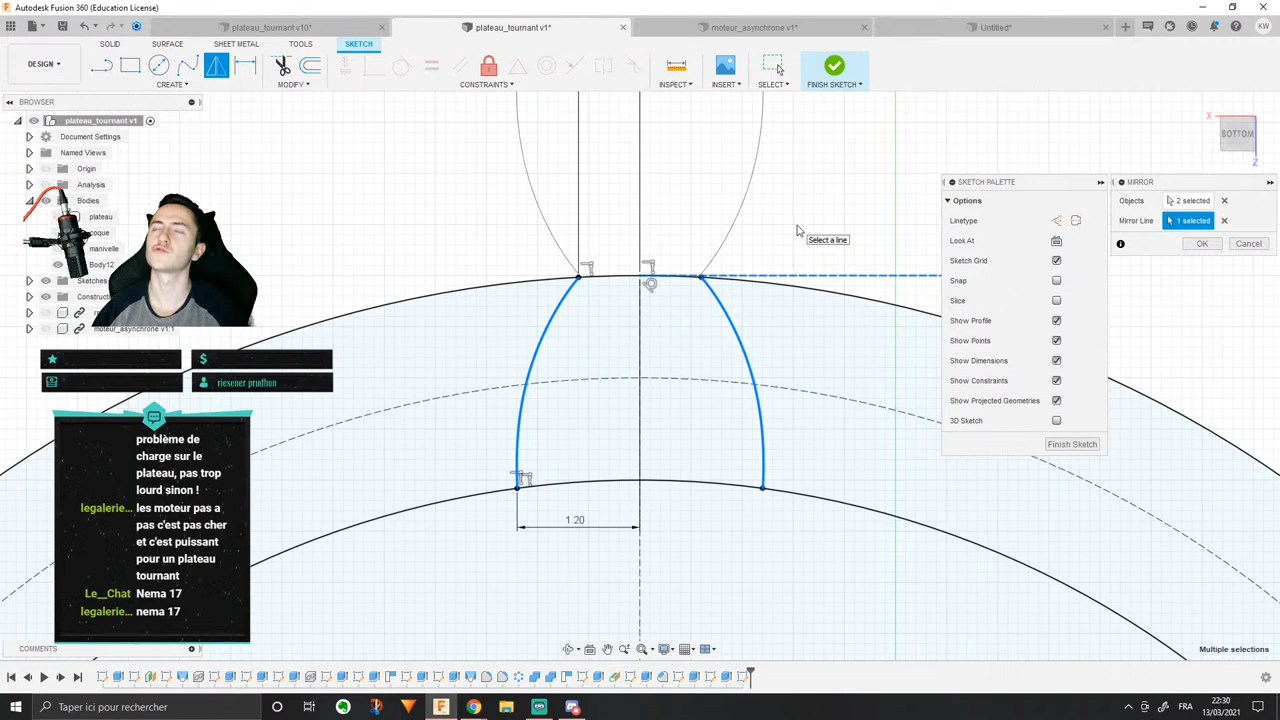 Autodesk Fusion 360 (Education License)
plateau_tournant v10*
plateau_tournant v1*
moteur_asynchrone v1*
Untitled*
KW
DESIGN
SOLID
SURFACE
SHEET METAL
TOOLS
SKETCH
CREATE
MODIFY
CONSTRAINTS
INSPECT
INSERT
SELECT
FINISH SKETCH
BROWSER
plateau_tournant v1
Document Settings
Named Views
Origin
Analysis
Bodies
plateau
coque
manivelle
Body12
Sketches
Constru
moteur_asynchrone v1:1
X
BOTTOM
Z
Select a line
1.20
SKETCH PALETTE
Options
Linetype
Look At
Sketch Grid
Snap
Slice
Show Profile
Show Points
Show Dimensions
Show Constraints
Show Projected Geometries
3D Sketch
Finish Sketch
MIRROR
Objects
2 selected
Mirror Line
1 selected
OK
Cancel
$
riesener prudhon
problème de
charge sur le
plateau, pas trop
lourd sinon !
legalerie... les moteur pas a
pas c'est pas cher
et c'est puissant
pour un plateau
tournant
Le__Chat Nema 17
legalerie... nema 17
COMMENTS
Multiple selections
Taper ici pour rechercher
FRA
22:30
13/03/2021